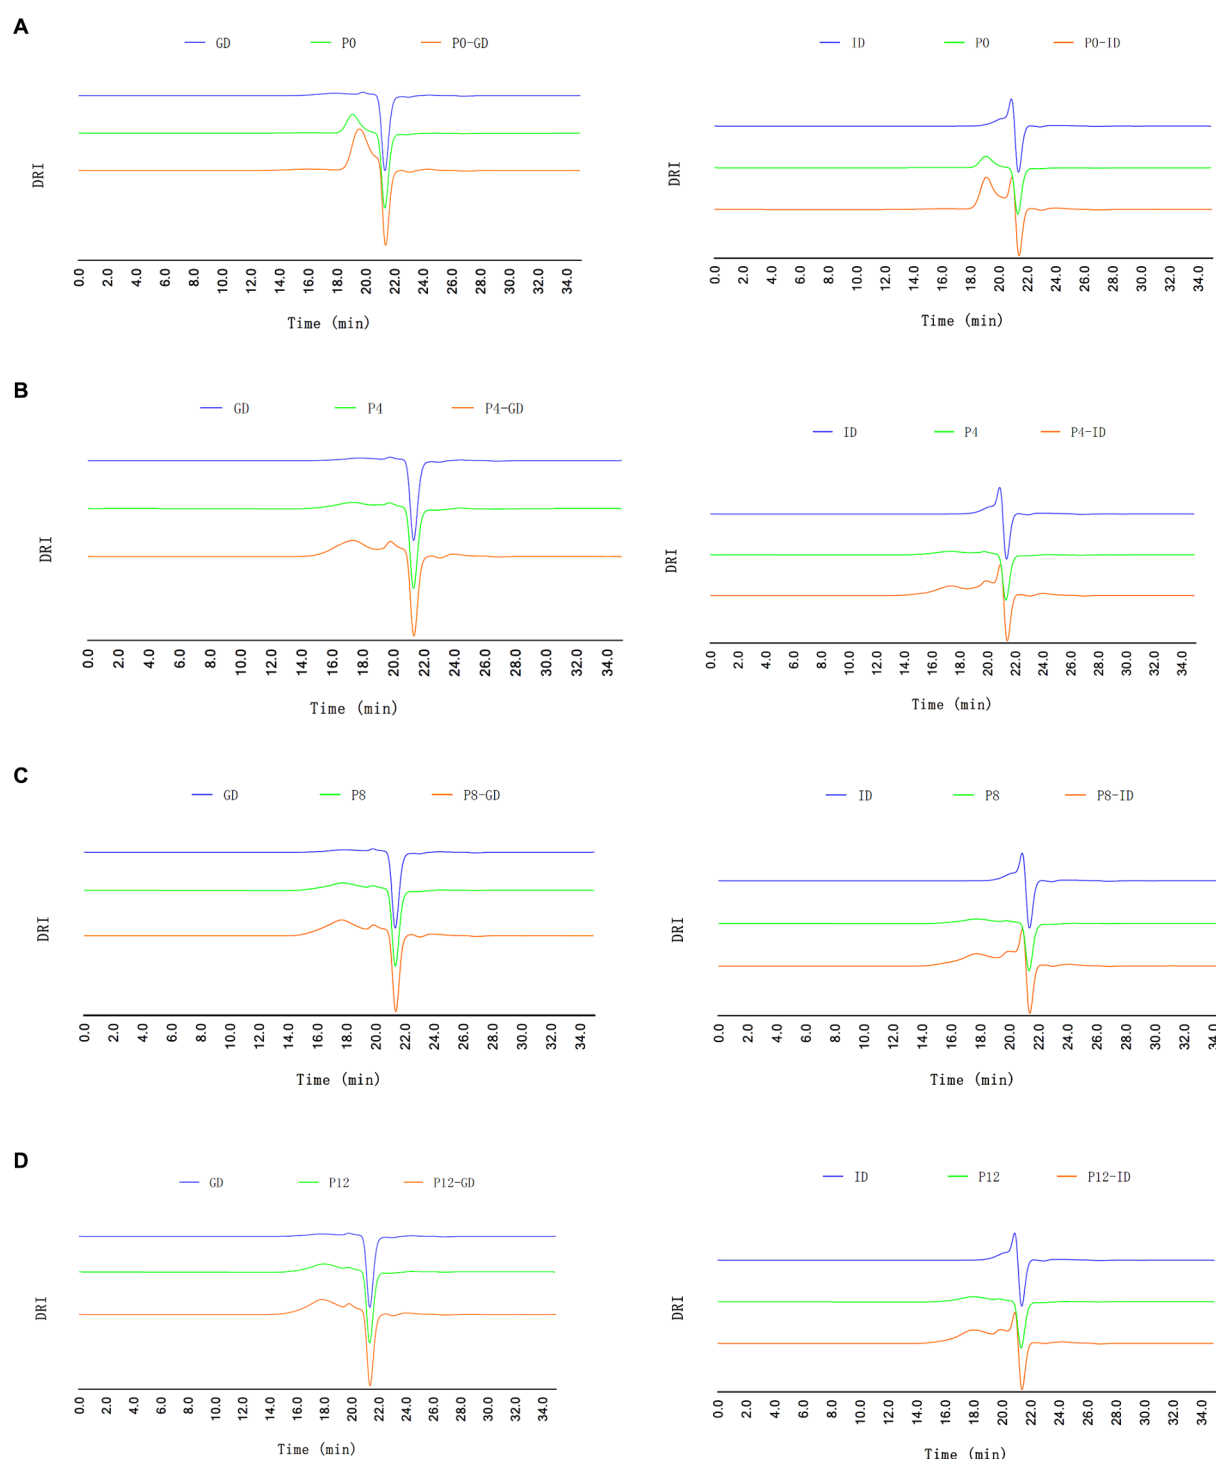 A
GD P0 P0-GD
DRI
0.0 2.0 4.0 6.0 8.0 10.0 12.0 14.0 16.0 18.0 20.0 22.0 24.0 26.0 28.0 30.0 32.0 34.0
Time (min)
ID P0 P0-ID
DRI
0.0 2.0 4.0 6.0 8.0 10.0 12.0 14.0 16.0 18.0 20.0 22.0 24.0 26.0 28.0 30.0 32.0 34.0
Time (min)
B
GD P4 P4-GD
DRI
0.0 2.0 4.0 6.0 8.0 10.0 12.0 14.0 16.0 18.0 20.0 22.0 24.0 26.0 28.0 30.0 32.0 34.0
Time (min)
ID P4 P4-ID
DRI
0.0 2.0 4.0 6.0 8.0 10.0 12.0 14.0 16.0 18.0 20.0 22.0 24.0 26.0 28.0 30.0 32.0 34.0
Time (min)
C
GD P8 P8-GD
DRI
0.0 2.0 4.0 6.0 8.0 10.0 12.0 14.0 16.0 18.0 20.0 22.0 24.0 26.0 28.0 30.0 32.0 34.0
Time (min)
ID P8 P8-ID
DRI
0.0 2.0 4.0 6.0 8.0 10.0 12.0 14.0 16.0 18.0 20.0 22.0 24.0 26.0 28.0 30.0 32.0 34.0
Time (min)
D
GD P12 P12-GD
DRI
0.0 2.0 4.0 6.0 8.0 10.0 12.0 14.0 16.0 18.0 20.0 22.0 24.0 26.0 28.0 30.0 32.0 34.0
Time (min)
ID P12 P12-ID
DRI
0.0 2.0 4.0 6.0 8.0 10.0 12.0 14.0 16.0 18.0 20.0 22.0 24.0 26.0 28.0 30.0 32.0 34.0
Time (min)